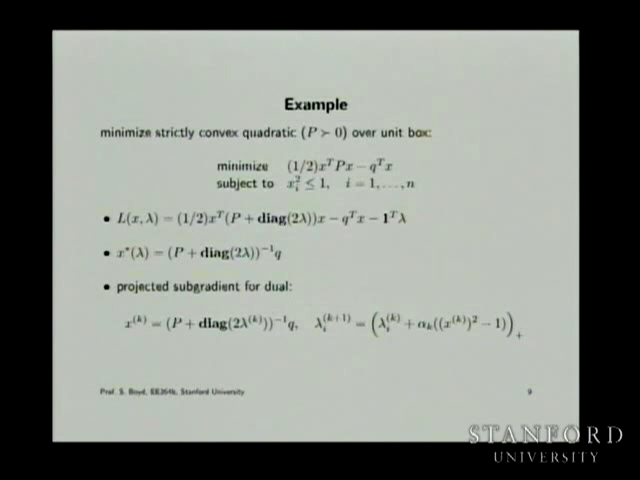 Example
minimize strictly convex quadratic (P ≻ 0) over unit box:
minimize (1/2)x^T Px − q^T x
subject to x_i^2 ≤ 1, i = 1, . . . , n
• L(x, λ) = (1/2)x^T(P + diag(2λ))x − q^T x − 1^T λ
• x*(λ) = (P + diag(2λ))^{−1}q
• projected subgradient for dual:
x^{(k)} = (P + diag(2λ^{(k)}))^{−1}q, λ_i^{(k+1)} = (λ_i^{(k)} + α_k((x_i^{(k)})^2 − 1))_+
Prof. S. Boyd, EE364b, Stanford University 9
STANFORD
UNIVERSITY